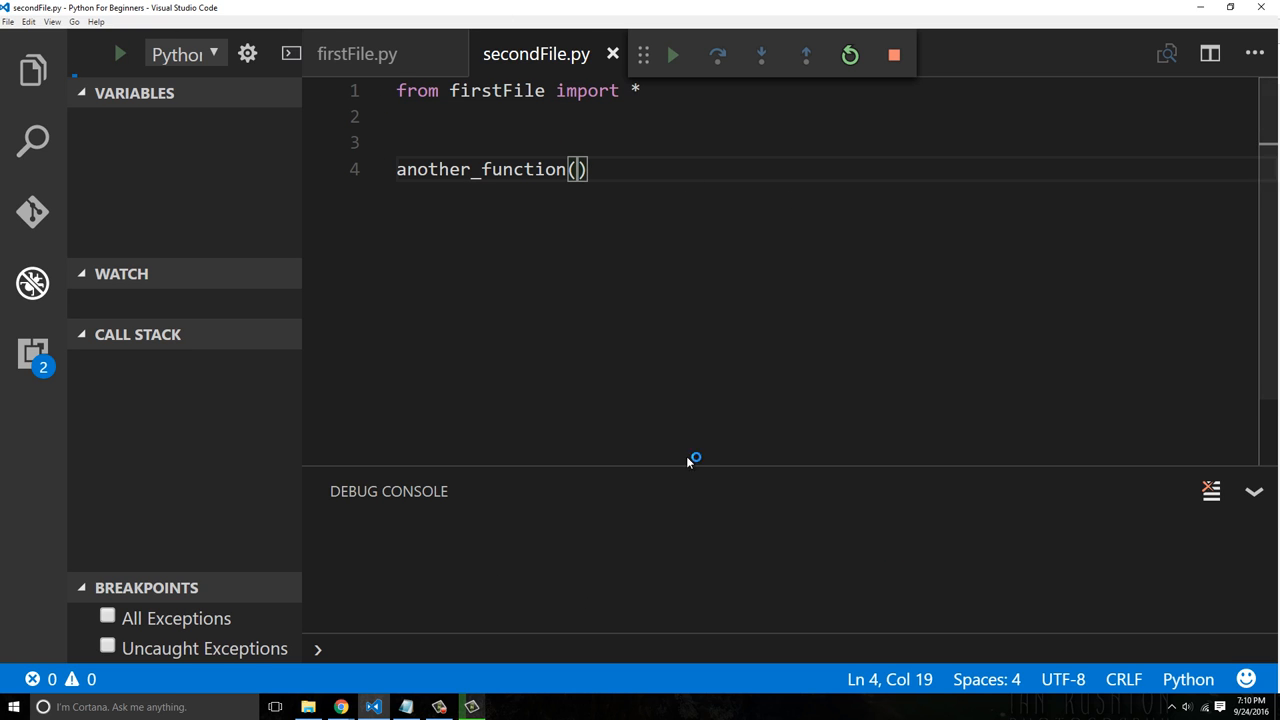 secondFile.py - Python For Beginners - Visual Studio Code
File Edit View Go Help
Python
firstFile.py
secondFile.py
VARIABLES
WATCH
CALL STACK
2
BREAKPOINTS
All Exceptions
Uncaught Exceptions
1 from firstFile import *
2
3
4 another_function()
DEBUG CONSOLE
0 0
Ln 4, Col 19
Spaces: 4
UTF-8
CRLF
Python
I'm Cortana. Ask me anything.
7:10 PM
9/24/2016